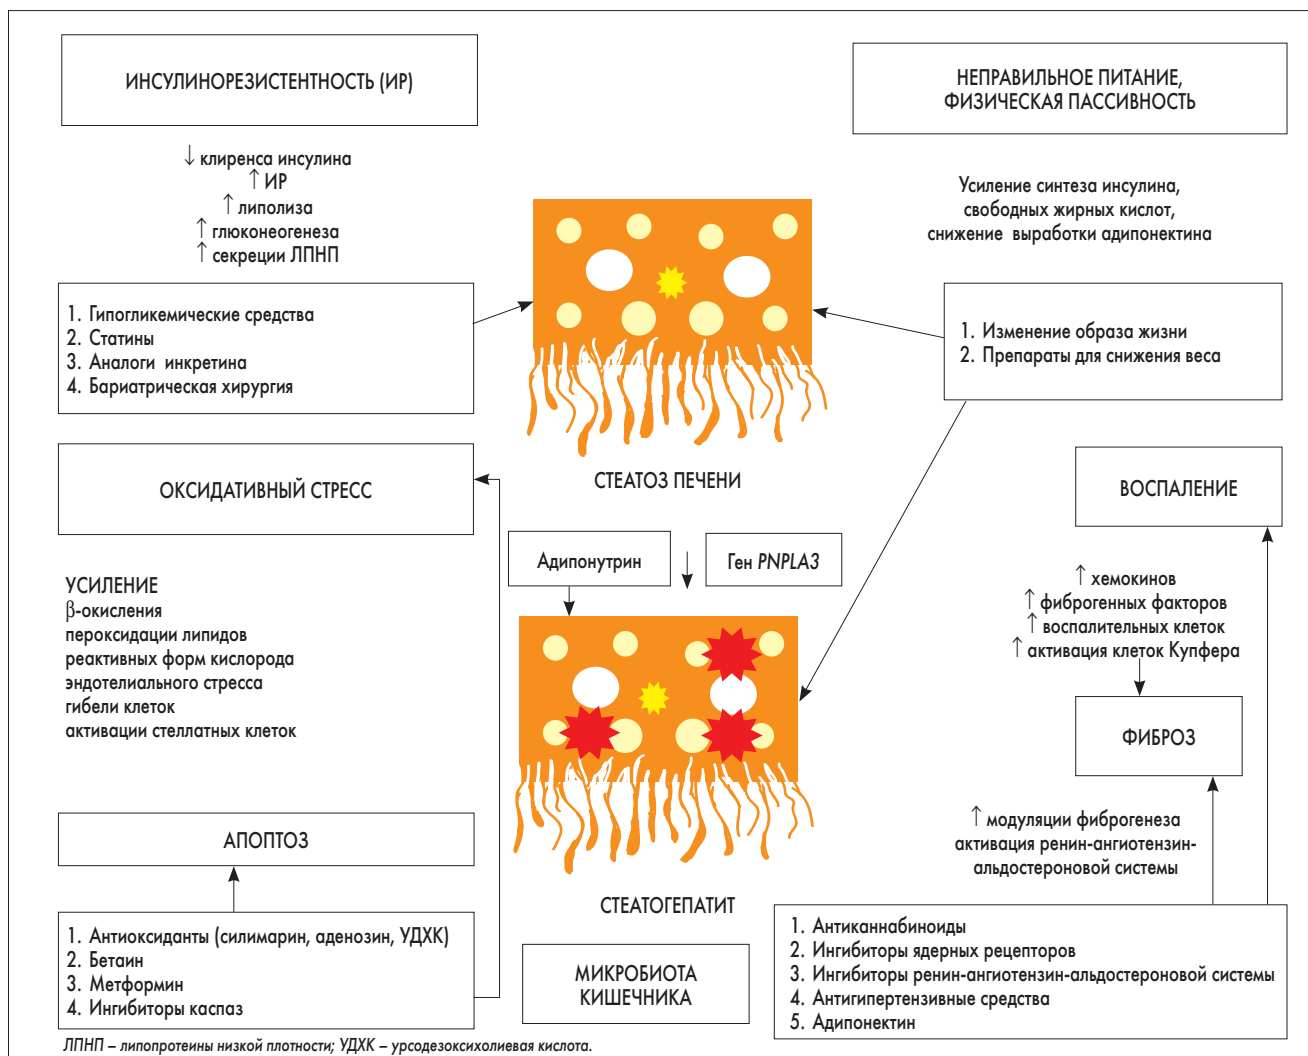 ИНСУЛИНОРЕЗИСТЕНТНОСТЬ (ИР)
↓ клиренса инсулина
↑ ИР
↑ липолиза
↑ глюконеогенеза
↑ секреции ЛПНП
1. Гипогликемические средства
2. Статины
3. Аналоги инкретина
4. Бариатрическая хирургия
НЕПРАВИЛЬНОЕ ПИТАНИЕ,
ФИЗИЧЕСКАЯ ПАССИВНОСТЬ
Усиление синтеза инсулина,
свободных жирных кислот,
снижение выработки адипонектина
1. Изменение образа жизни
2. Препараты для снижения веса
СТЕАТОЗ ПЕЧЕНИ
ОКСИДАТИВНЫЙ СТРЕСС
Адипонутрин
Ген PNPLA3
ВОСПАЛЕНИЕ
УСИЛЕНИЕ
β-окисления
пероксидации липидов
реактивных форм кислорода
эндотелиального стресса
гибели клеток
активации стеллатных клеток
↑ хемокинов
↑ фиброгенных факторов
↑ воспалительных клеток
↑ активация клеток Купфера
ФИБРОЗ
↑ модуляции фиброгенеза
активация ренин-ангиотензин-
альдостероновой системы
АПОПТОЗ
СТЕАТОГЕПАТИТ
1. Антиоксиданты (силимарин, аденозин, УДХК)
2. Бетаин
3. Метформин
4. Ингибиторы каспаз
МИКРОБИОТА
КИШЕЧНИКА
1. Антиканнабиноиды
2. Ингибиторы ядерных рецепторов
3. Ингибиторы ренин-ангиотензин-альдостероновой системы
4. Антигипертензивные средства
5. Адипонектин
ЛПНП – липопротеины низкой плотности; УДХК – урсодезоксихолиевая кислота.